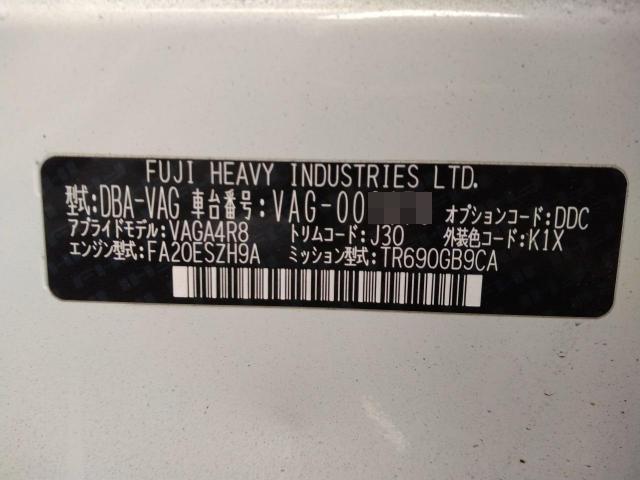 FUJI HEAVY INDUSTRIES LTD.
型式:DBA-VAG 車台番号:VAG-00 オプションコード:DDC
アプライドモデル:VAGA4R8 トリムコード:J30 外装色コード:K1X
エンジン型式:FA20ESZH9A ミッション型式:TR690GB9CA